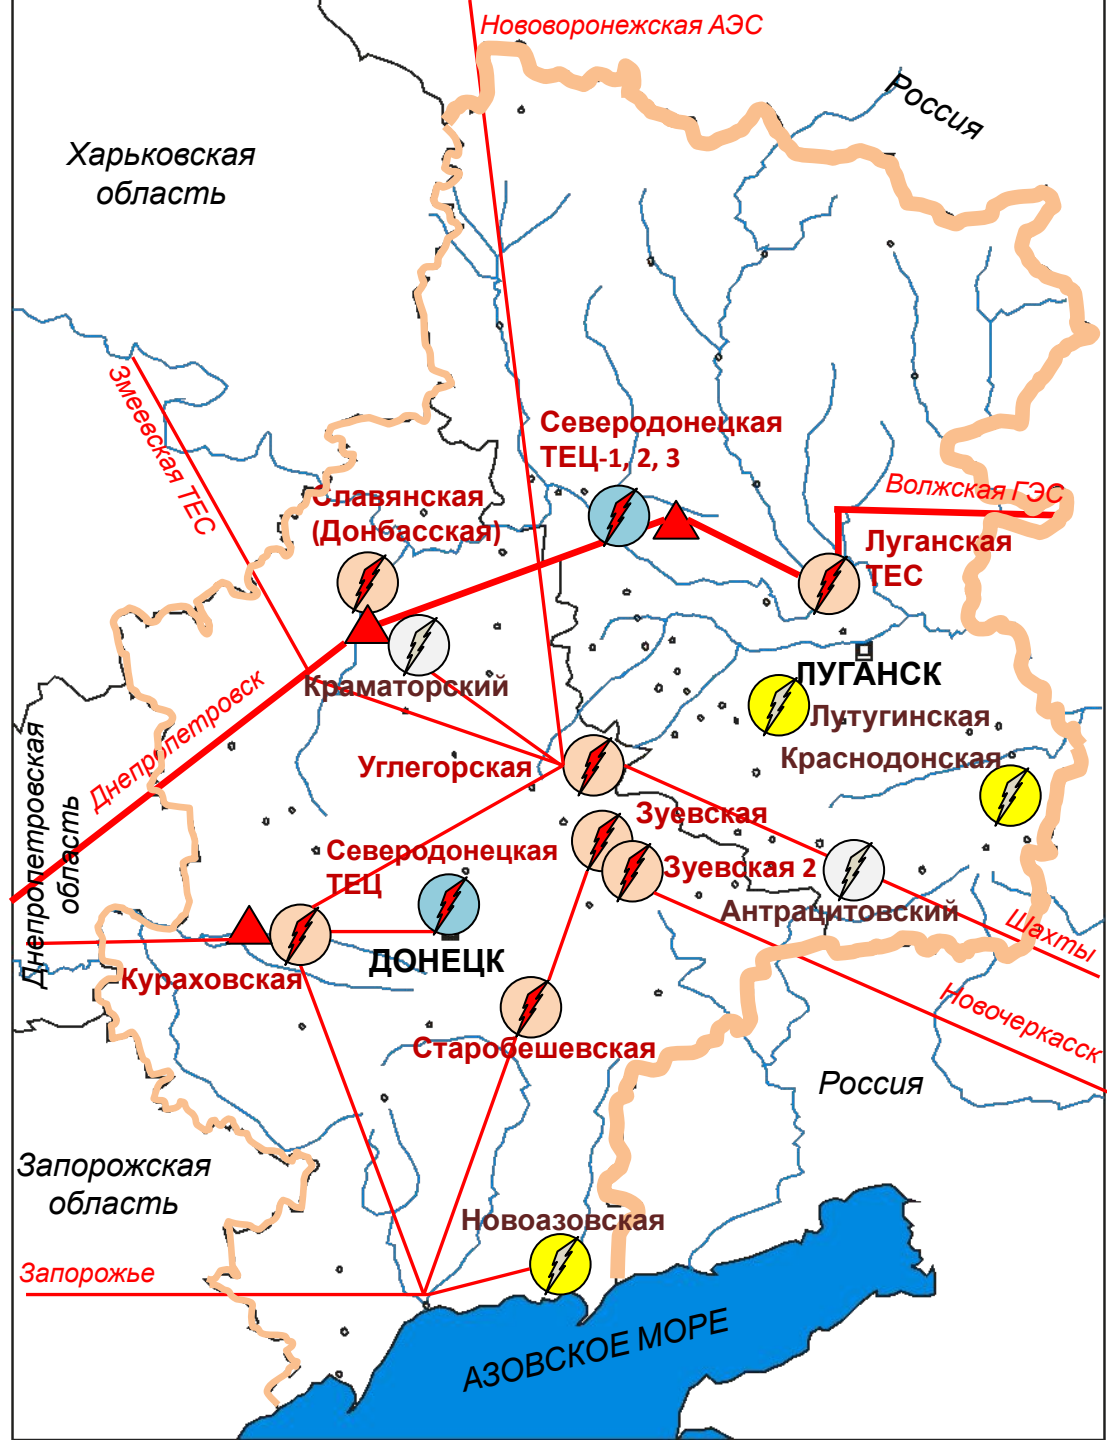 Нововоронежская АЭС
Россия
Харьковская
область
Змеевская ТЕС
Северодонецкая
ТЕЦ-1, 2, 3
Славянская
(Донбасская)
Волжская ГЭС
Луганская
ТЕС
ЛУГАНСК
Краматорский
Лутугинская
Краснодонская
Днепропетровск
Углегорская
Днепропетровская
область
Зуевская
Северодонецкая
ТЕЦ
Зуевская 2
Антрацитовский
Шахты
ДОНЕЦК
Кураховская
Новочеркасск
Старобешевская
Россия
Запорожская
область
Новоазовская
Запорожье
АЗОВСКОЕ МОРЕ